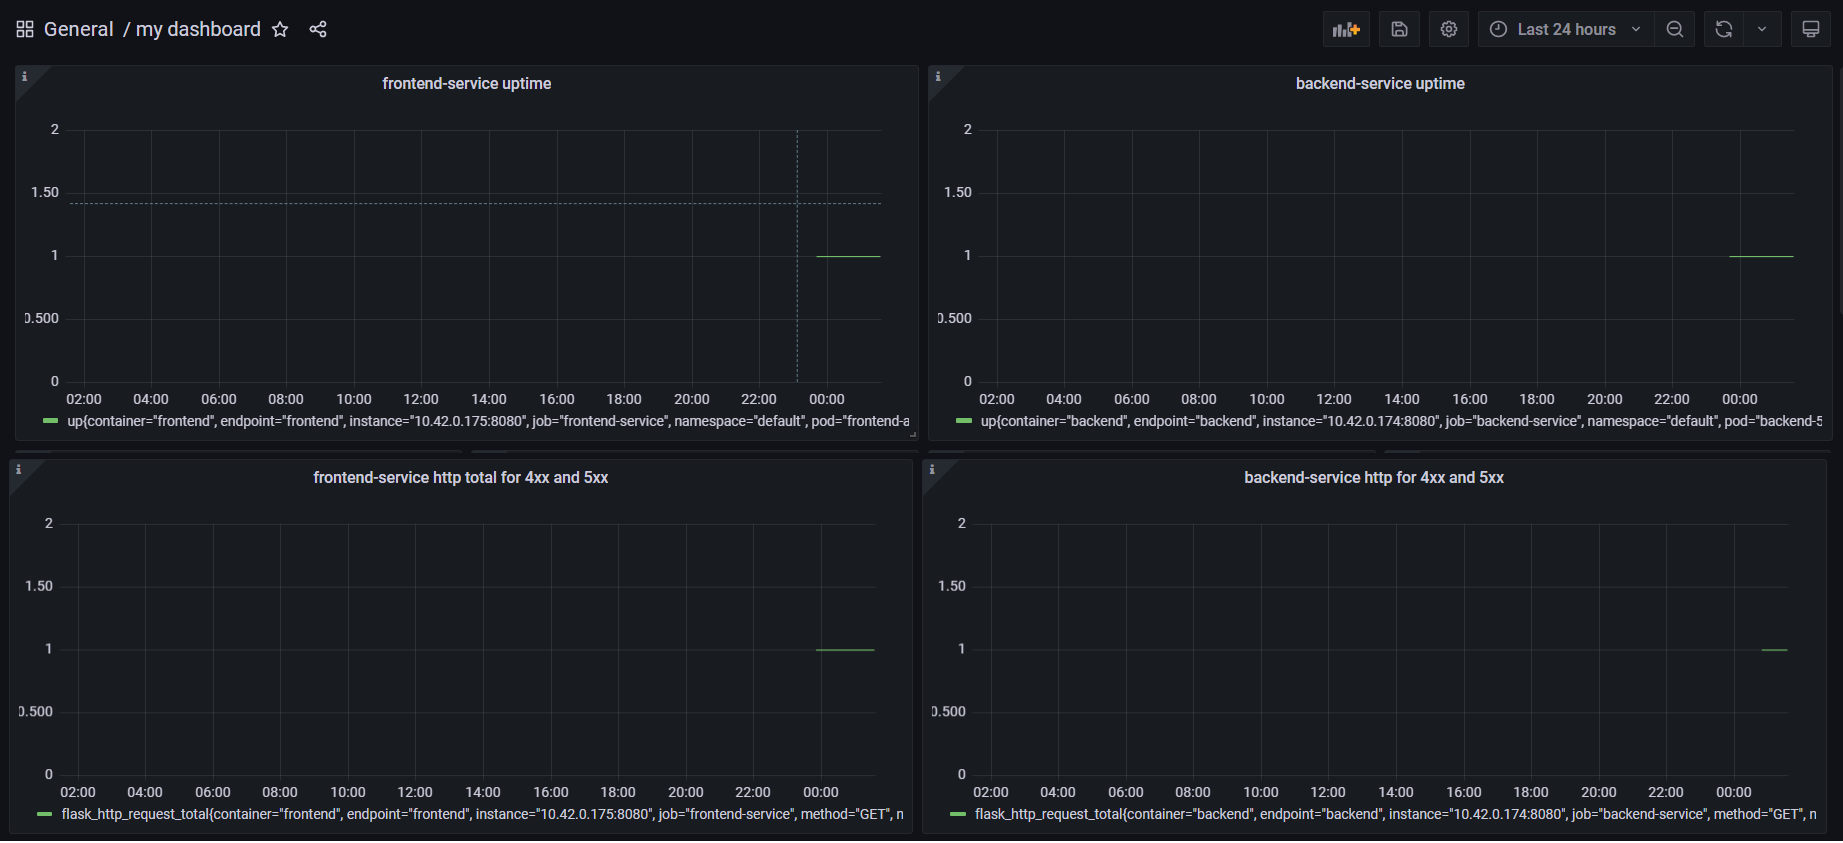 General / my dashboard
Last 24 hours
frontend-service uptime
2
1.50
1
0.500
0
02:00 04:00 06:00 08:00 10:00 12:00 14:00 16:00 18:00 20:00 22:00 00:00
up{container="frontend", endpoint="frontend", instance="10.42.0.175:8080", job="frontend-service", namespace="default", pod="frontend-a
backend-service uptime
2
1.50
1
0.500
0
02:00 04:00 06:00 08:00 10:00 12:00 14:00 16:00 18:00 20:00 22:00 00:00
up{container="backend", endpoint="backend", instance="10.42.0.174:8080", job="backend-service", namespace="default", pod="backend-5
frontend-service http total for 4xx and 5xx
2
1.50
1
0.500
0
02:00 04:00 06:00 08:00 10:00 12:00 14:00 16:00 18:00 20:00 22:00 00:00
flask_http_request_total{container="frontend", endpoint="frontend", instance="10.42.0.175:8080", job="frontend-service", method="GET", n
backend-service http for 4xx and 5xx
2
1.50
1
0.500
0
02:00 04:00 06:00 08:00 10:00 12:00 14:00 16:00 18:00 20:00 22:00 00:00
flask_http_request_total{container="backend", endpoint="backend", instance="10.42.0.174:8080", job="backend-service", method="GET", n